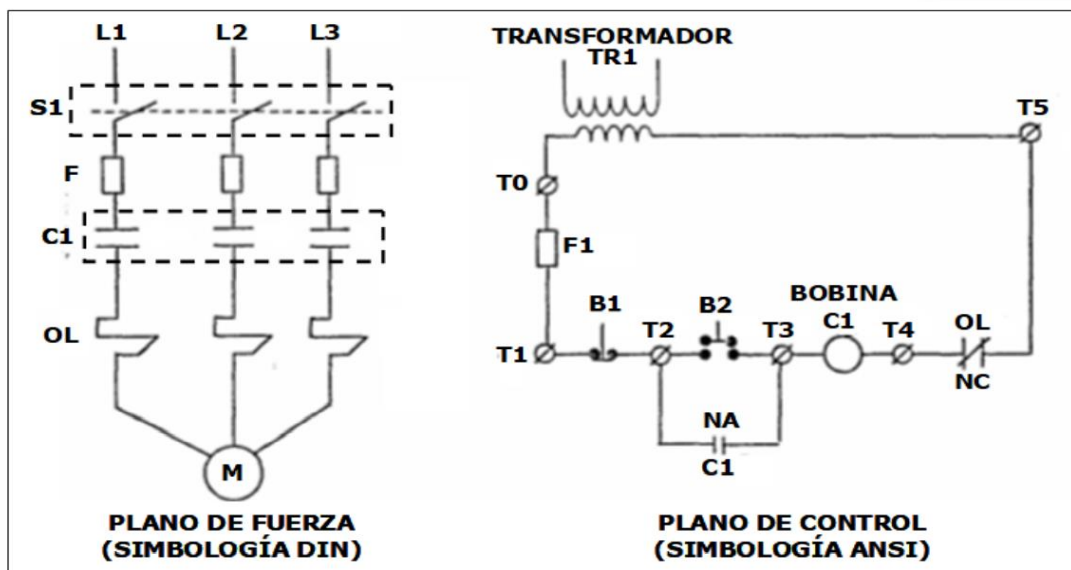 L1 L2 L3
S1
F
C1
OL
M
PLANO DE FUERZA
(SIMBOLOGÍA DIN)
TRANSFORMADOR
TR1
T5
T0
F1
B1 B2 BOBINA
T1 T2 T3 C1 T4 OL
NC
NA
C1
PLANO DE CONTROL
(SIMBOLOGÍA ANSI)